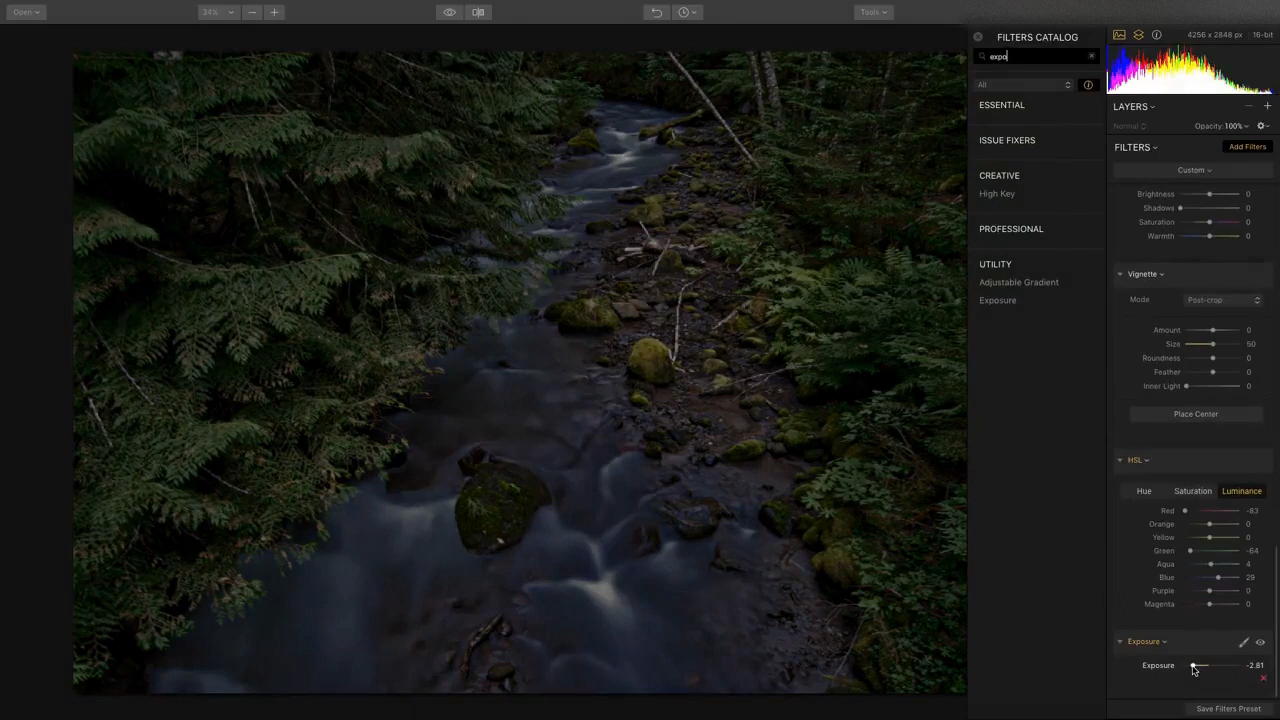 Open
34%
Tools
FILTERS CATALOG
expo
All
ESSENTIAL
ISSUE FIXERS
CREATIVE
High Key
PROFESSIONAL
UTILITY
Adjustable Gradient
Exposure
4256 x 2848 px 16-bit
LAYERS
Normal Opacity: 100%
FILTERS Add Filters
Custom
Brightness 0
Shadows 0
Saturation 0
Warmth 0
Vignette
Mode Post-crop
Amount 0
Size 50
Roundness 0
Feather 0
Inner Light 0
Place Center
HSL
Hue Saturation Luminance
Red -83
Orange 0
Yellow 0
Green -64
Aqua 4
Blue 29
Purple 0
Magenta 0
Exposure
Exposure -2.81
Save Filters Preset